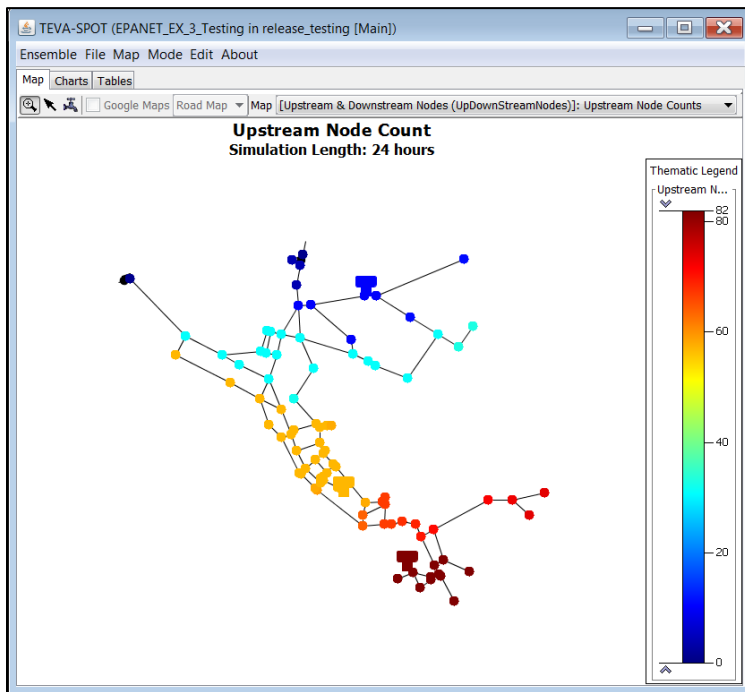 TEVA-SPOT (EPANET_EX_3_Testing in release_testing [Main])
Ensemble File Map Mode Edit About
Map Charts Tables
Google Maps Road Map Map [Upstream & Downstream Nodes (UpDownStreamNodes)]: Upstream Node Counts
Upstream Node Count
Simulation Length: 24 hours
Thematic Legend
Upstream N...
82
80
60
40
20
0